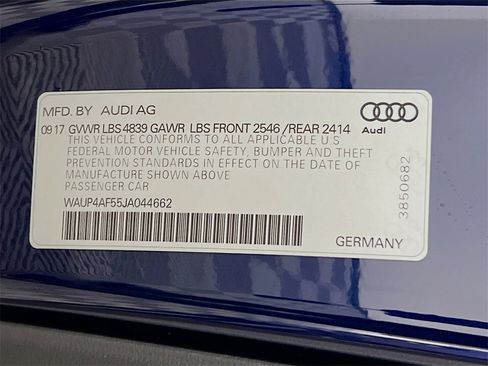 MFD. BY AUDI AG
09 17 GVWR LBS 4839 GAWR LBS FRONT 2546 /REAR 2414
THIS VEHICLE CONFORMS TO ALL APPLICABLE U S
FEDERAL MOTOR VEHICLE SAFETY, BUMPER AND THEFT
PREVENTION STANDARDS IN EFFECT ON THE DATE OF
MANUFACTURE SHOWN ABOVE
PASSENGER CAR
WAUP4AF55JA044662
Audi
3850682
GERMANY